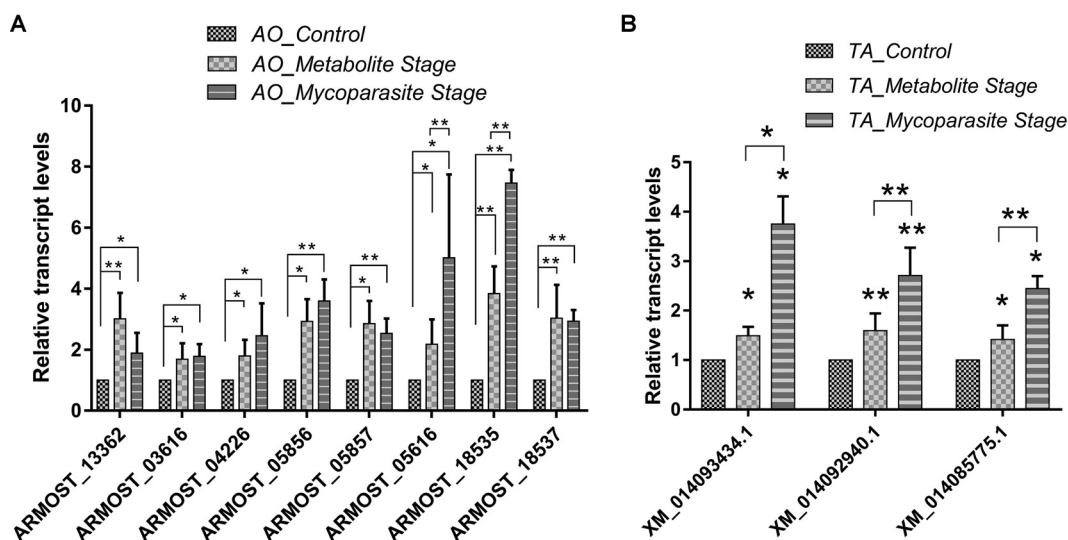 A
AO_Control
AO_Metabolite Stage
AO_Mycoparasite Stage
Relative transcript levels
10
8
6
4
2
0
** *
* *
* *
* **
* **
* * **
** ** **
** **
ARMOST_13362
ARMOST_03616
ARMOST_04226
ARMOST_05856
ARMOST_05857
ARMOST_05616
ARMOST_18535
ARMOST_18537
B
TA_Control
TA_Metabolite Stage
TA_Mycoparasite Stage
Relative transcript levels
5
4
3
2
1
0
* * *
** ** **
* ** *
XM_014093434.1
XM_014092940.1
XM_014085775.1